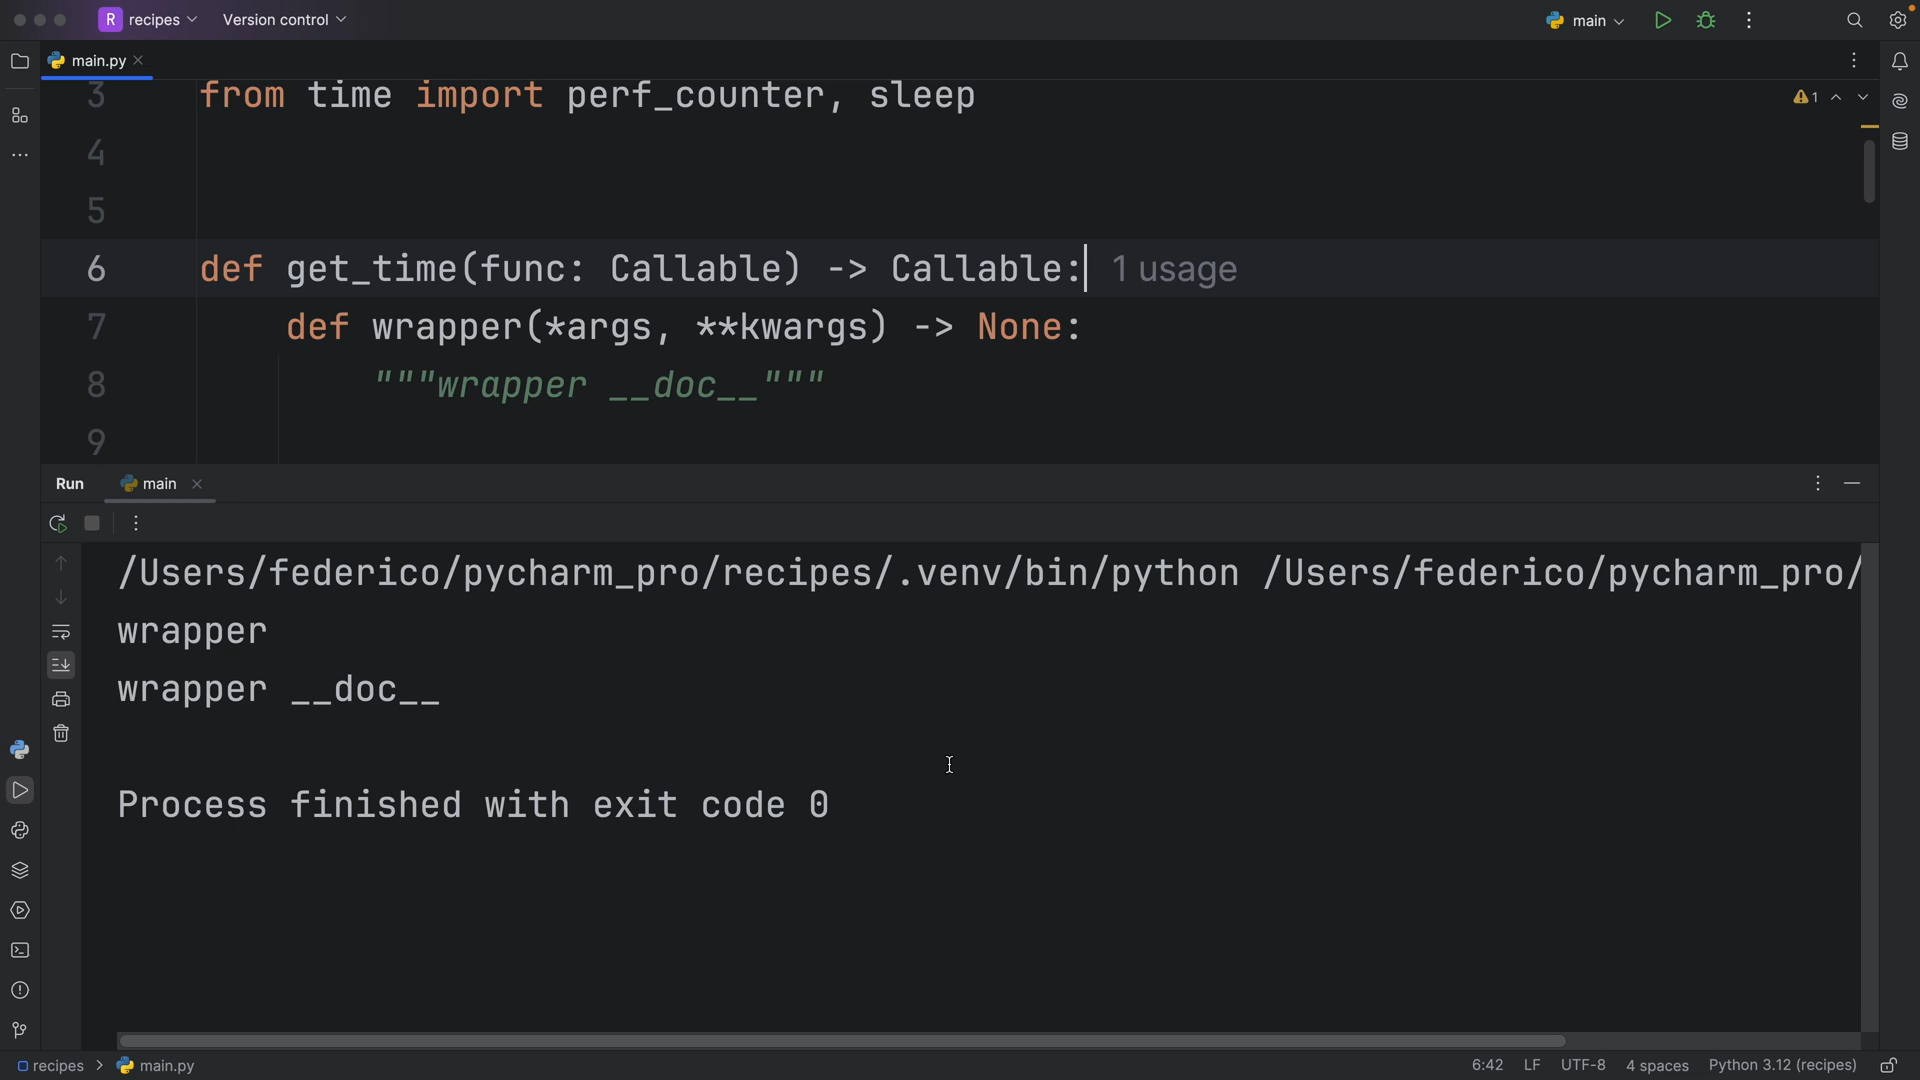 R recipes Version control main
main.py
3 from time import perf_counter, sleep
1
4
5
6 def get_time(func: Callable) -> Callable: 1 usage
7 def wrapper(*args, **kwargs) -> None:
8 """wrapper __doc__"""
9
Run main
/Users/federico/pycharm_pro/recipes/.venv/bin/python /Users/federico/pycharm_pro/
wrapper
wrapper __doc__
Process finished with exit code 0
recipes > main.py 6:42 LF UTF-8 4 spaces Python 3.12 (recipes)